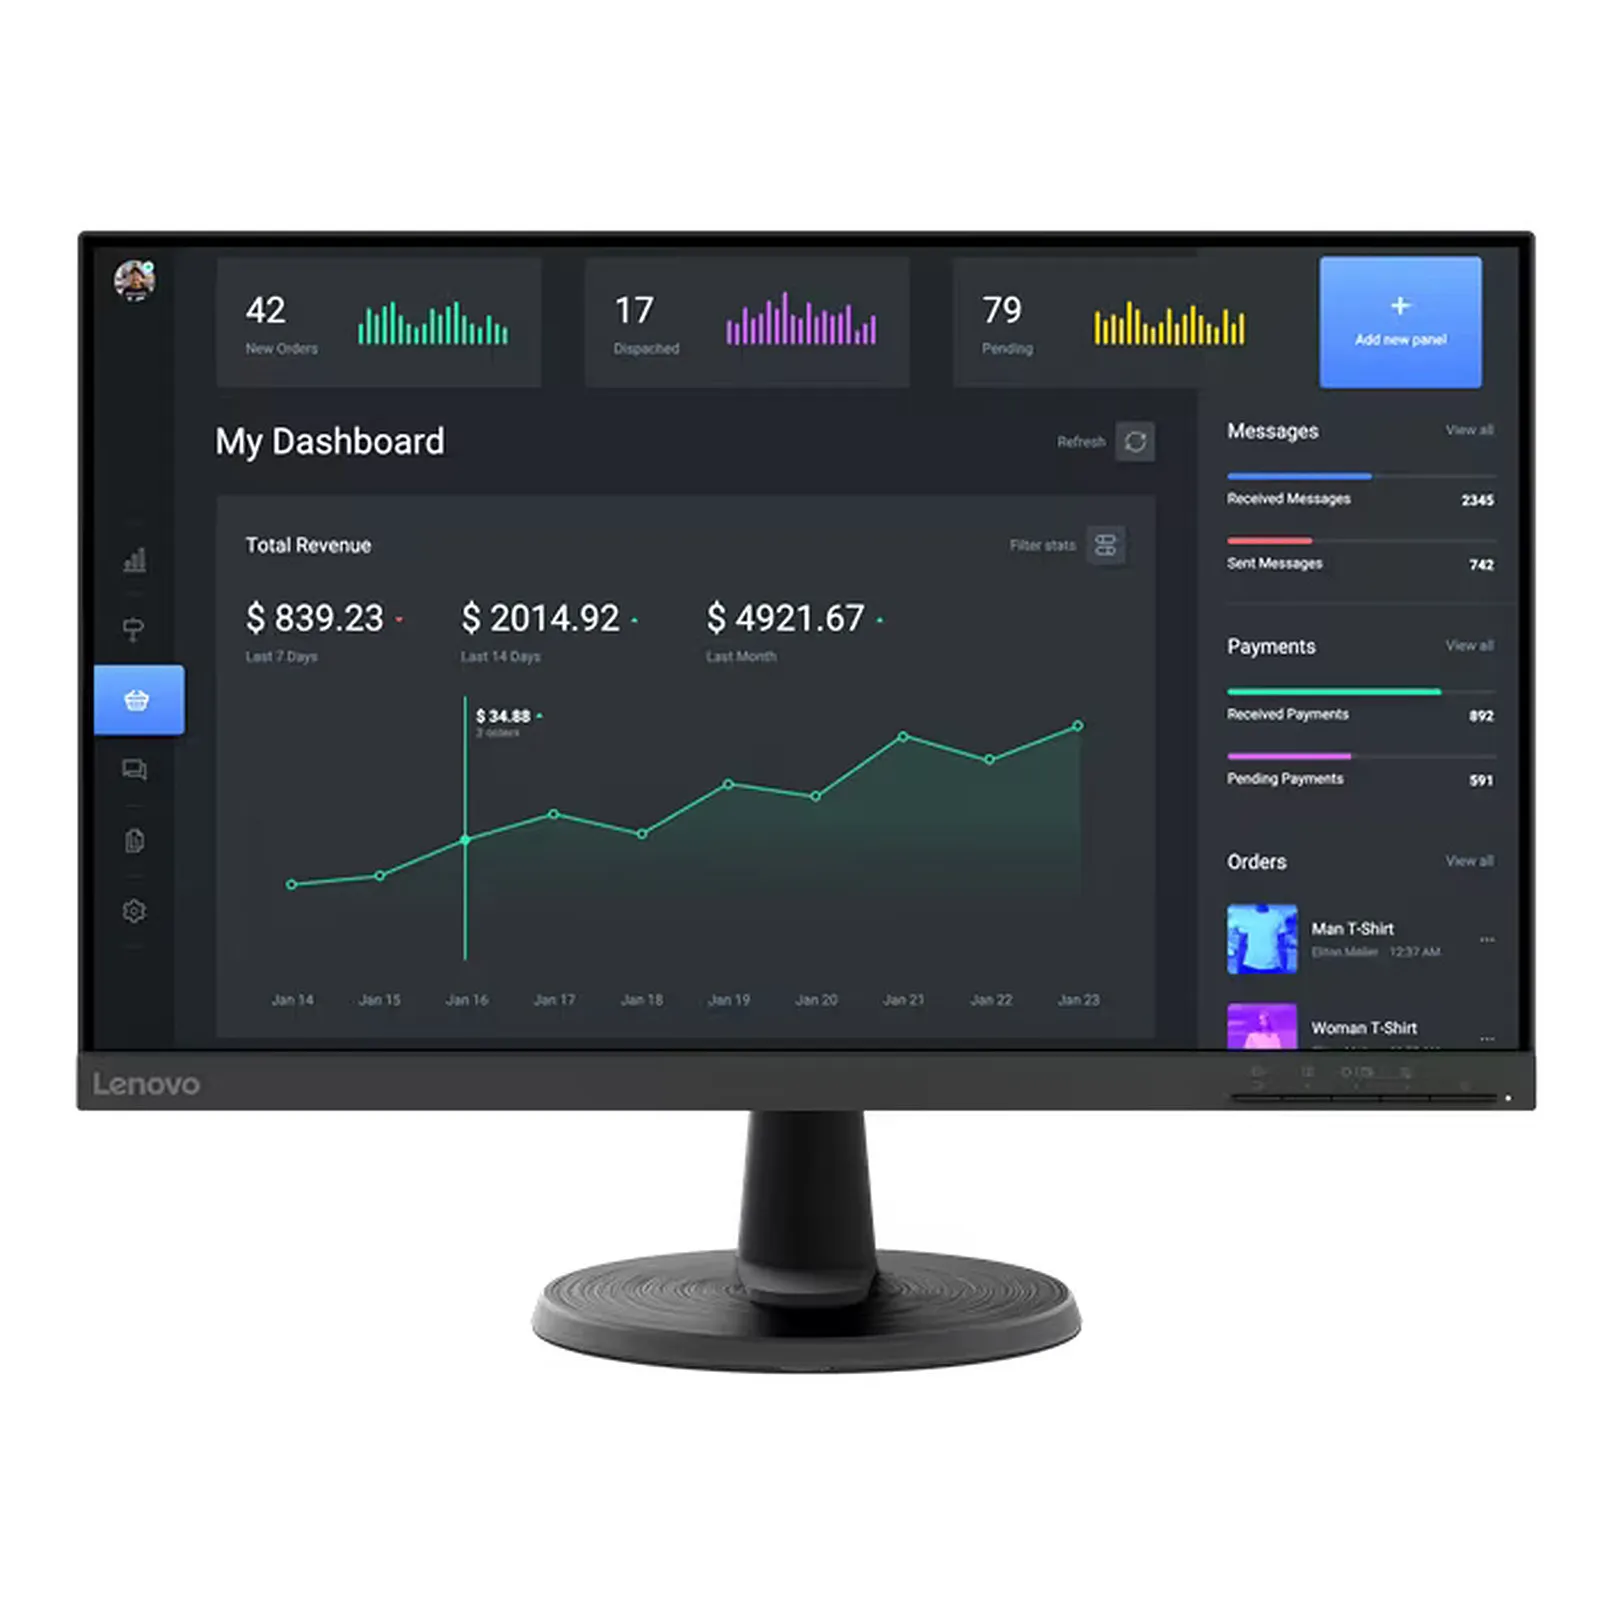 42
New Orders
17
Dispached
79
Pending
+
Add new panel
My Dashboard
Refresh
Messages
View all
Received Messages
2345
Sent Messages
742
Total Revenue
Filter stats
$ 839.23
Last 7 Days
$ 2014.92
Last 14 Days
$ 4921.67
Last Month
$ 34.88
orders
Payments
View all
Received Payments
892
Pending Payments
591
Orders
View all
Man T-Shirt
12:37 AM
Woman T-Shirt
Jan 14
Jan 15
Jan 16
Jan 17
Jan 18
Jan 19
Jan 20
Jan 21
Jan 22
Jan 23
Lenovo